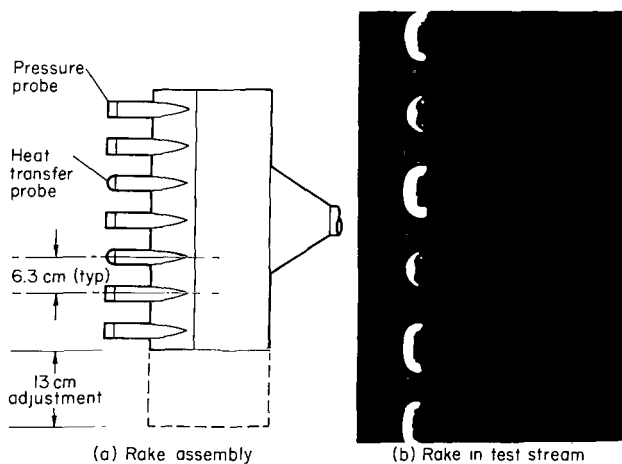 Pressure
probe
Heat
transfer
probe
6.3 cm (typ)
13 cm
adjustment
(a) Rake assembly
(b) Rake in test stream